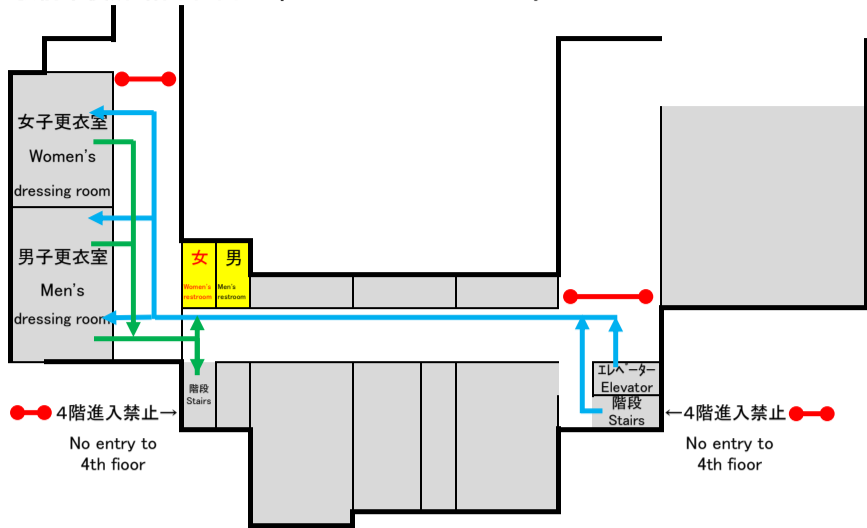 女子更衣室
Women's
dressing room
男子更衣室
Men's
dressing room
女
Women's
restroom
男
Men's
restroom
階段
Stairs
エレベーター
Elevator
階段
Stairs
4階進入禁止→
No entry to
4th fioor
←4階進入禁止
No entry to
4th fioor